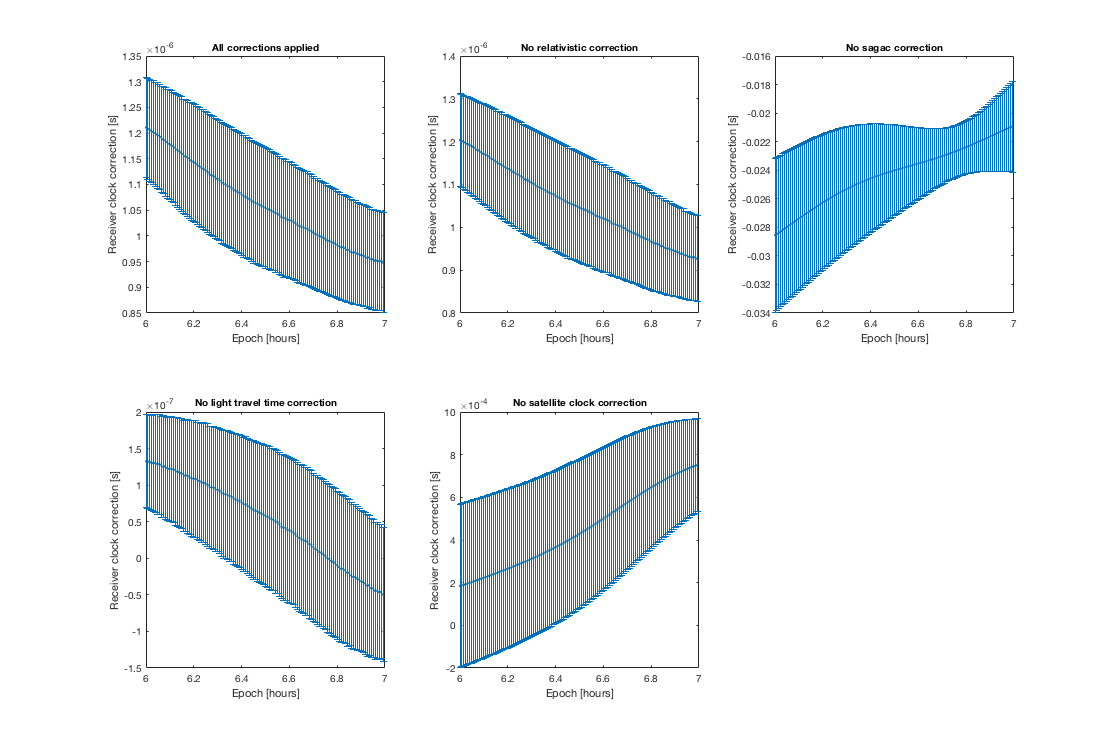 All corrections applied
×10⁻⁶
Receiver clock correction [s]
1.35
1.3
1.25
1.2
1.15
1.1
1.05
1
0.95
0.9
0.85
6 6.2 6.4 6.6 6.8 7
Epoch [hours]
No relativistic correction
×10⁻⁶
Receiver clock correction [s]
1.4
1.3
1.2
1.1
1
0.9
0.8
6 6.2 6.4 6.6 6.8 7
Epoch [hours]
No sagac correction
Receiver clock correction [s]
-0.016
-0.018
-0.02
-0.022
-0.024
-0.026
-0.028
-0.03
-0.032
-0.034
6 6.2 6.4 6.6 6.8 7
Epoch [hours]
No light travel time correction
×10⁻⁷
Receiver clock correction [s]
2
1.5
1
0.5
0
-0.5
-1
-1.5
6 6.2 6.4 6.6 6.8 7
Epoch [hours]
No satellite clock correction
×10⁻⁴
Receiver clock correction [s]
10
8
6
4
2
0
-2
6 6.2 6.4 6.6 6.8 7
Epoch [hours]